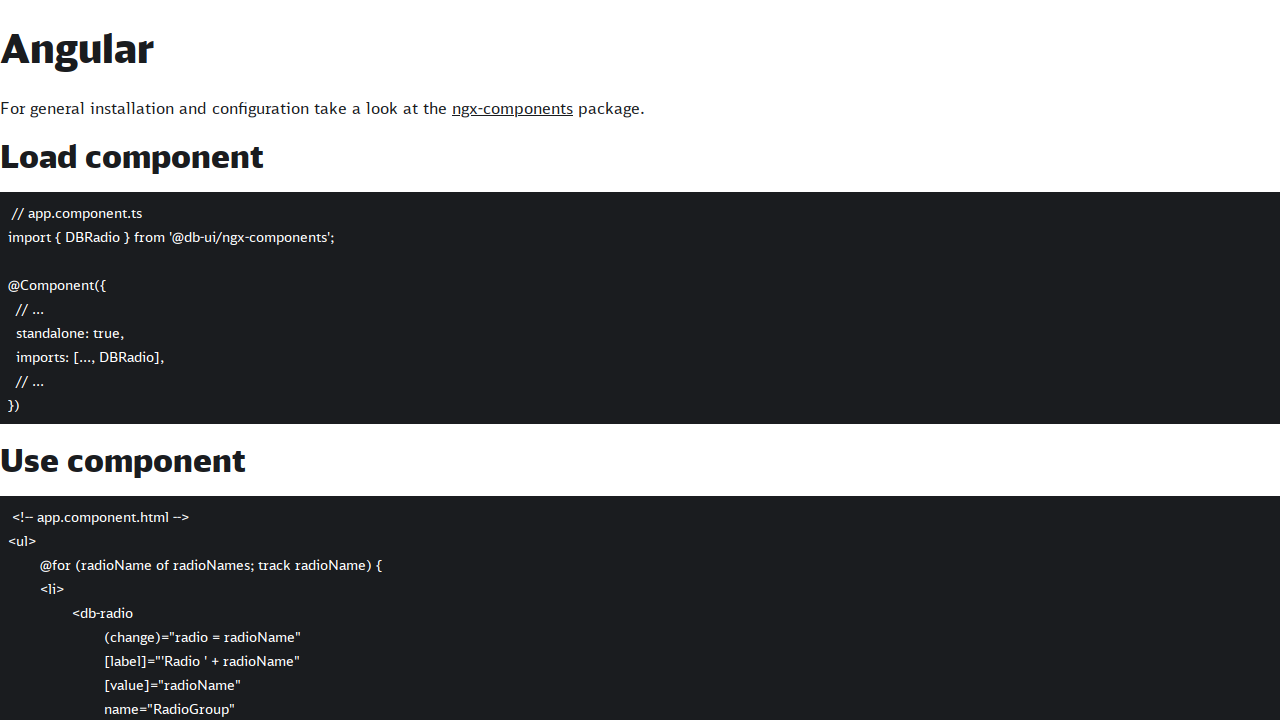 Angular
For general installation and configuration take a look at the ngx-components package.
Load component
// app.component.ts
import { DBRadio } from '@db-ui/ngx-components';
@Component({
// ...
standalone: true,
imports: [..., DBRadio],
// ...
})
Use component
<!-- app.component.html -->
<ul>
@for (radioName of radioNames; track radioName) {
<li>
<db-radio
(change)="radio = radioName"
[label]="'Radio ' + radioName"
[value]="radioName"
name="RadioGroup"